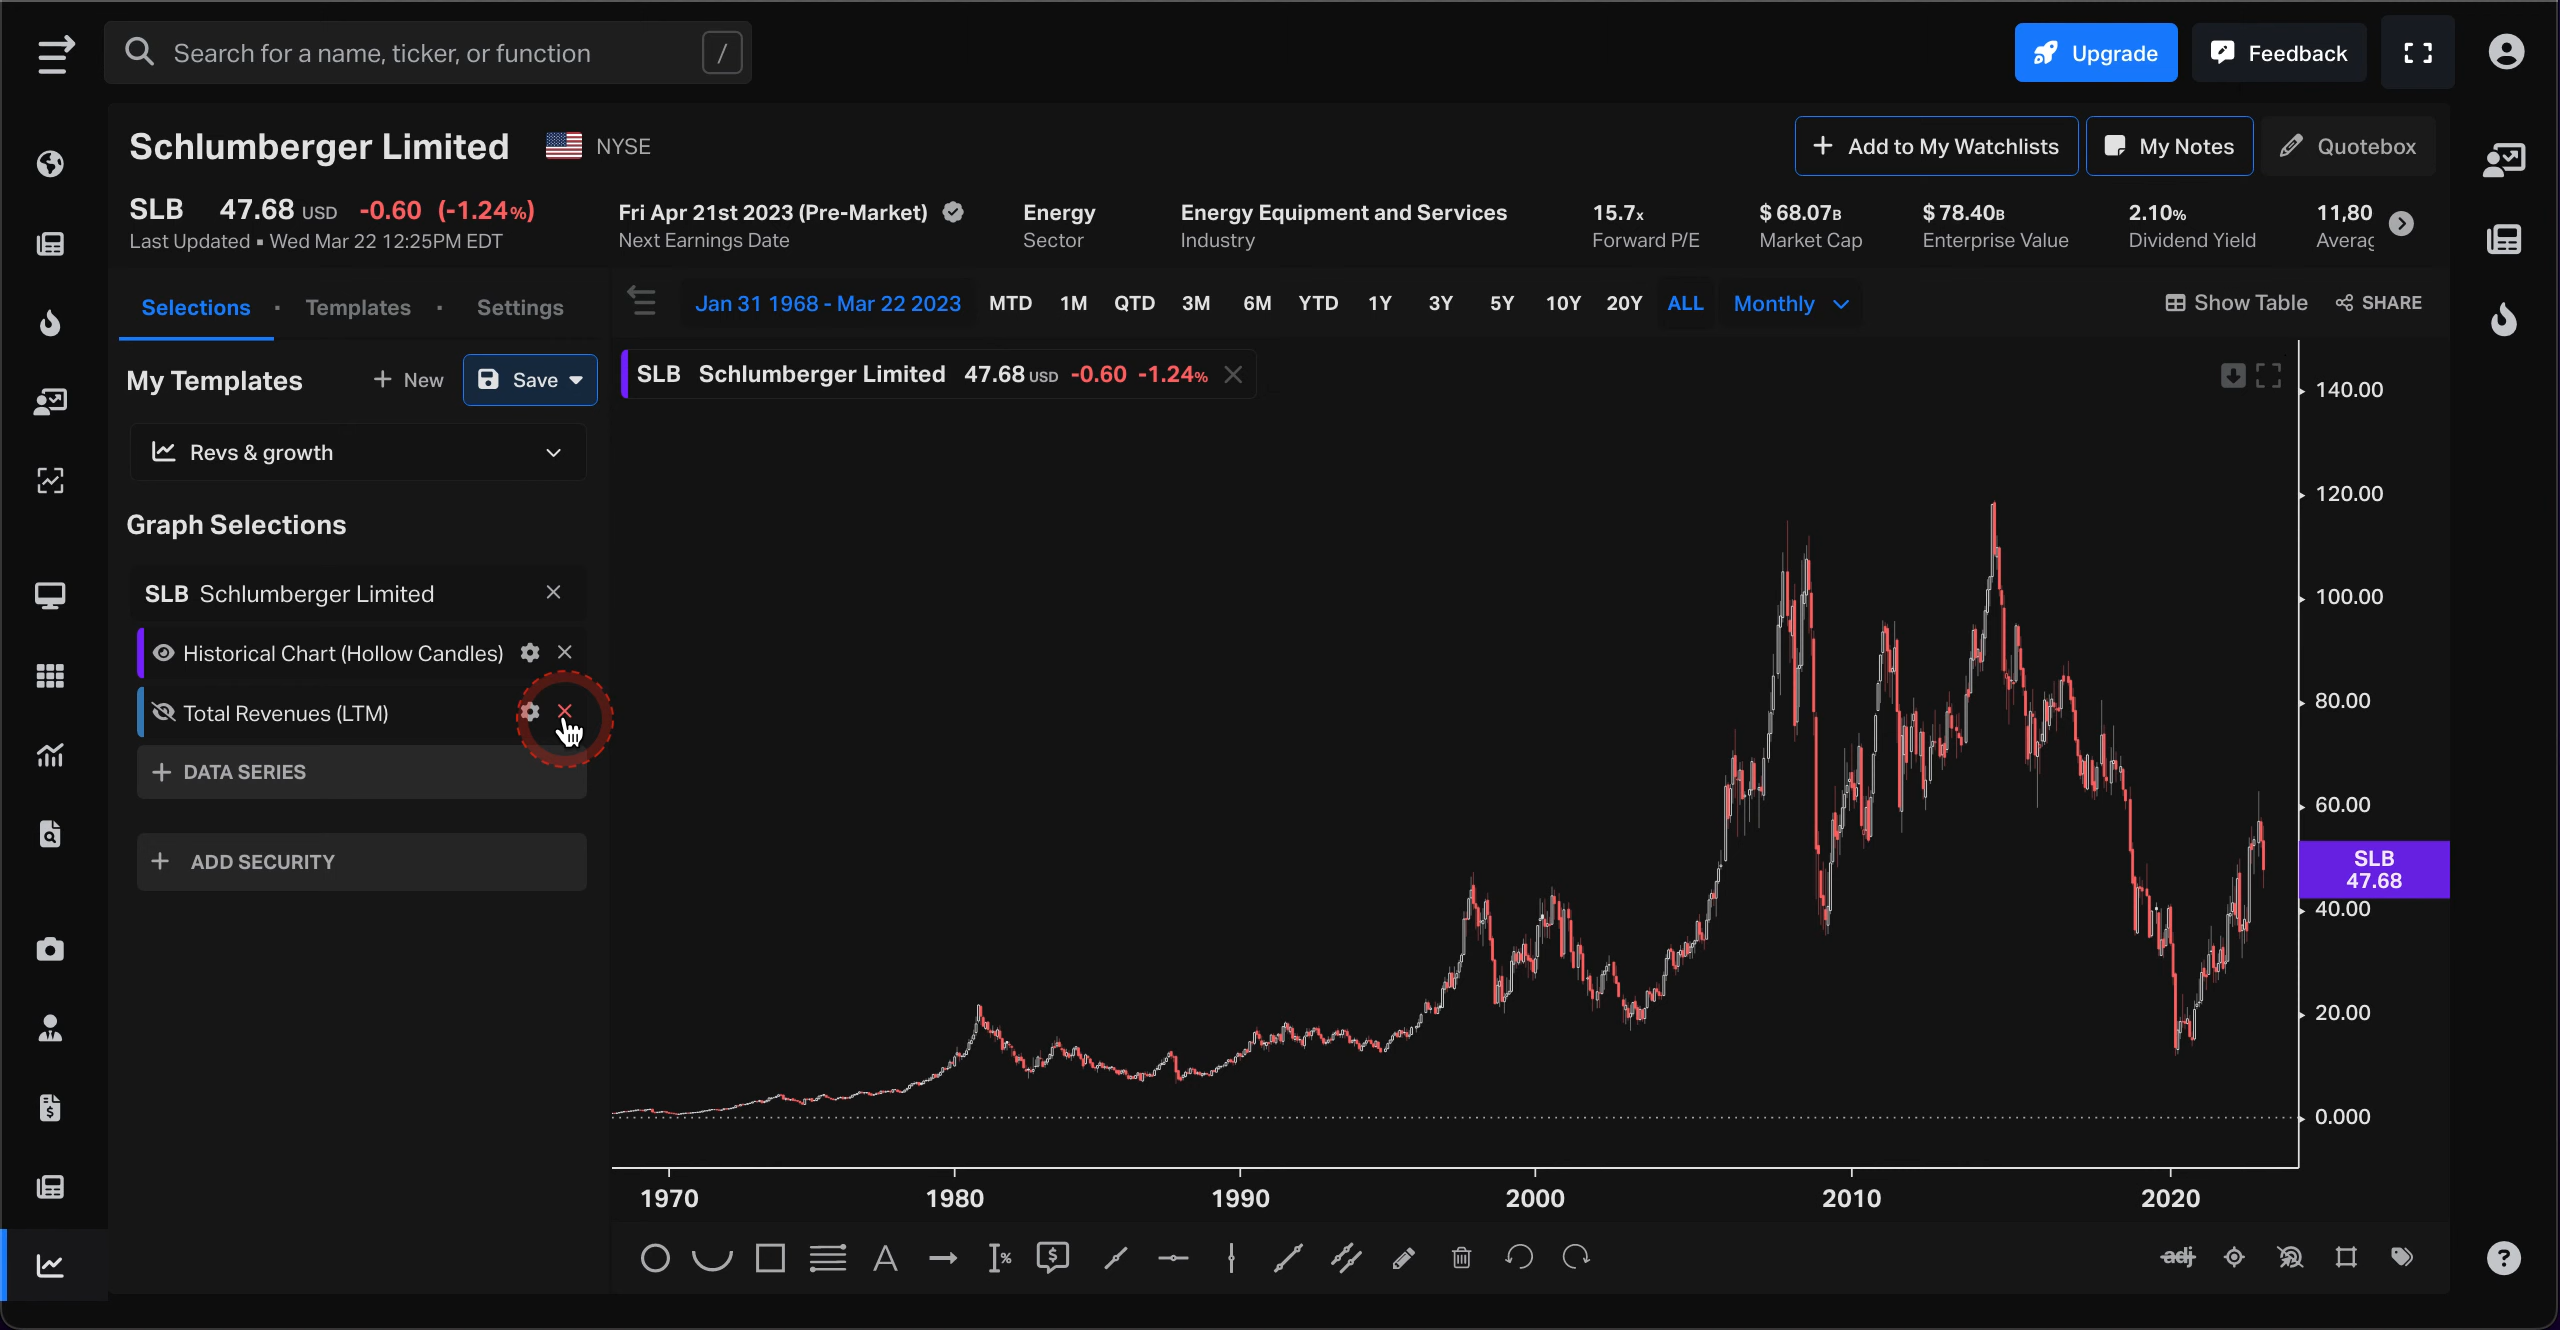 Search for a name, ticker, or function /
Upgrade
Feedback
Schlumberger Limited NYSE
Add to My Watchlists
My Notes
Quotebox
SLB 47.68 USD -0.60 (-1.24%)
Last Updated ▪ Wed Mar 22 12:25PM EDT
Fri Apr 21st 2023 (Pre-Market)
Next Earnings Date
Energy
Sector
Energy Equipment and Services
Industry
15.7x
Forward P/E
$68.07B
Market Cap
$78.40B
Enterprise Value
2.10%
Dividend Yield
11,80
Averag
Selections · Templates · Settings
Jan 31 1968 - Mar 22 2023 MTD 1M QTD 3M 6M YTD 1Y 3Y 5Y 10Y 20Y ALL Monthly
Show Table
SHARE
My Templates
+ New
Save
SLB Schlumberger Limited 47.68 USD -0.60 -1.24%
Revs & growth
Graph Selections
SLB Schlumberger Limited
Historical Chart (Hollow Candles)
Total Revenues (LTM)
+ DATA SERIES
+ ADD SECURITY
140.00
120.00
100.00
80.00
60.00
SLB
47.68
40.00
20.00
0.000
1970 1980 1990 2000 2010 2020
A
%
$
adj
?